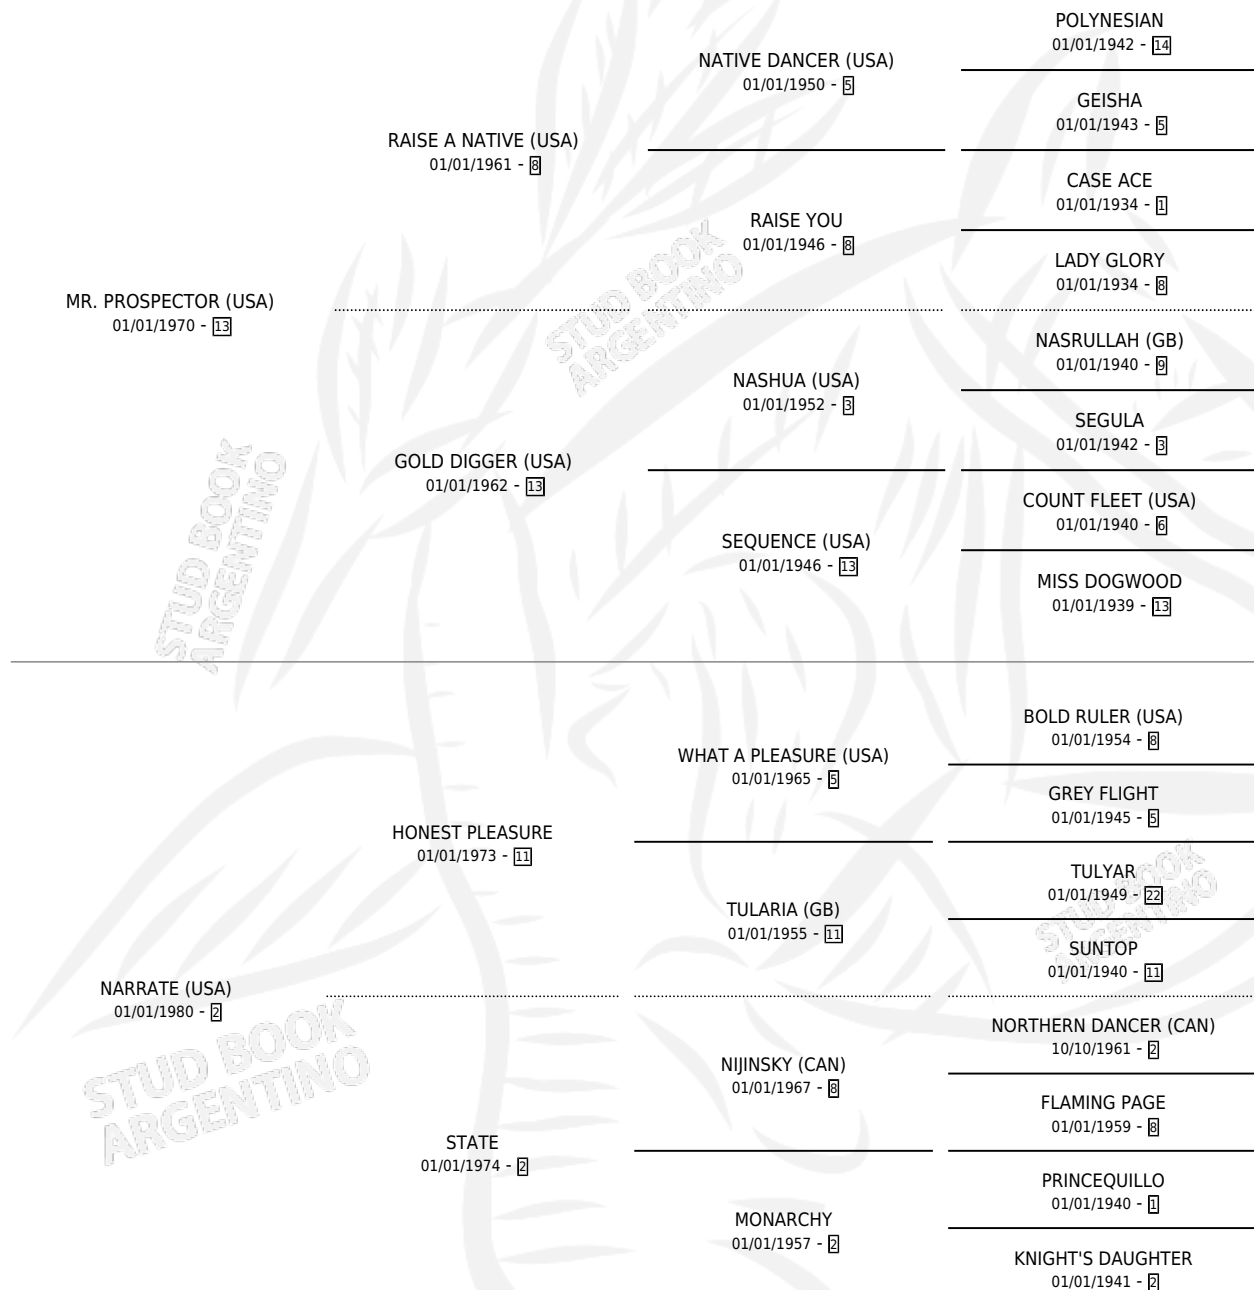 POLYNESIAN
01/01/1942 - 14
NATIVE DANCER (USA)
01/01/1950 - 5
GEISHA
01/01/1943 - 5
RAISE A NATIVE (USA)
01/01/1961 - 8
CASE ACE
01/01/1934 - 1
RAISE YOU
01/01/1946 - 8
LADY GLORY
01/01/1934 - 8
MR. PROSPECTOR (USA)
01/01/1970 - 13
STUD BOOK
ARGENTINO
NASRULLAH (GB)
01/01/1940 - 9
NASHUA (USA)
01/01/1952 - 3
SEGULA
01/01/1942 - 3
GOLD DIGGER (USA)
01/01/1962 - 13
COUNT FLEET (USA)
01/01/1940 - 6
SEQUENCE (USA)
01/01/1946 - 13
MISS DOGWOOD
01/01/1939 - 13
STUD BOOK
ARGENTINO
BOLD RULER (USA)
01/01/1954 - 8
WHAT A PLEASURE (USA)
01/01/1965 - 5
GREY FLIGHT
01/01/1945 - 5
HONEST PLEASURE
01/01/1973 - 11
TULYAR
01/01/1949 - 22
TULARIA (GB)
01/01/1955 - 11
STUD BOOK
ARGENTINO
SUNTOP
01/01/1940 - 11
NARRATE (USA)
01/01/1980 - 2
STUD BOOK
ARGENTINO
NORTHERN DANCER (CAN)
10/10/1961 - 2
NIJINSKY (CAN)
01/01/1967 - 8
FLAMING PAGE
01/01/1959 - 8
STATE
01/01/1974 - 2
PRINCEQUILLO
01/01/1940 - 1
MONARCHY
01/01/1957 - 2
KNIGHT'S DAUGHTER
01/01/1941 - 2